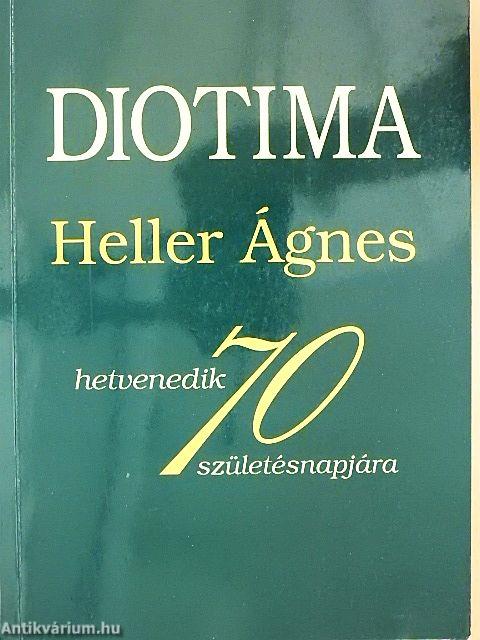 DIOTIMA
Heller Ágnes
hetvenedik
70
születésnapjára
Antikvárium.hu